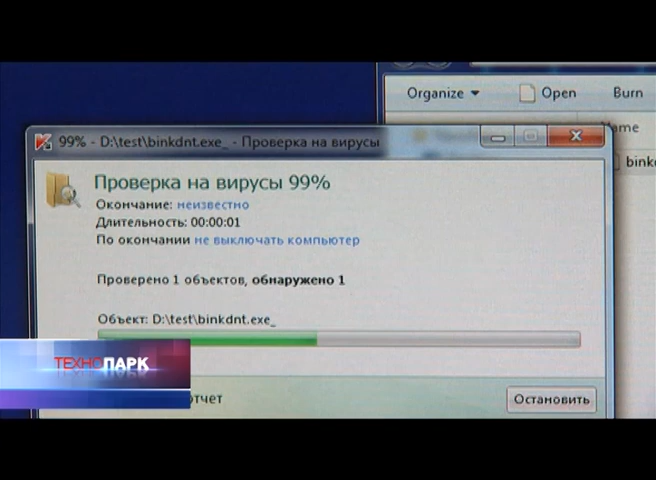 Organize
Open
Burn
99% - D:\test\binkdnt.exe_ - Проверка на вирусы
Проверка на вирусы 99%
Окончание: неизвестно
Длительность: 00:00:01
По окончании не выключать компьютер
Проверено 1 объектов, обнаружено 1
Объект: D:\test\binkdnt.exe_
ТЕХНОПАРК
Остановить